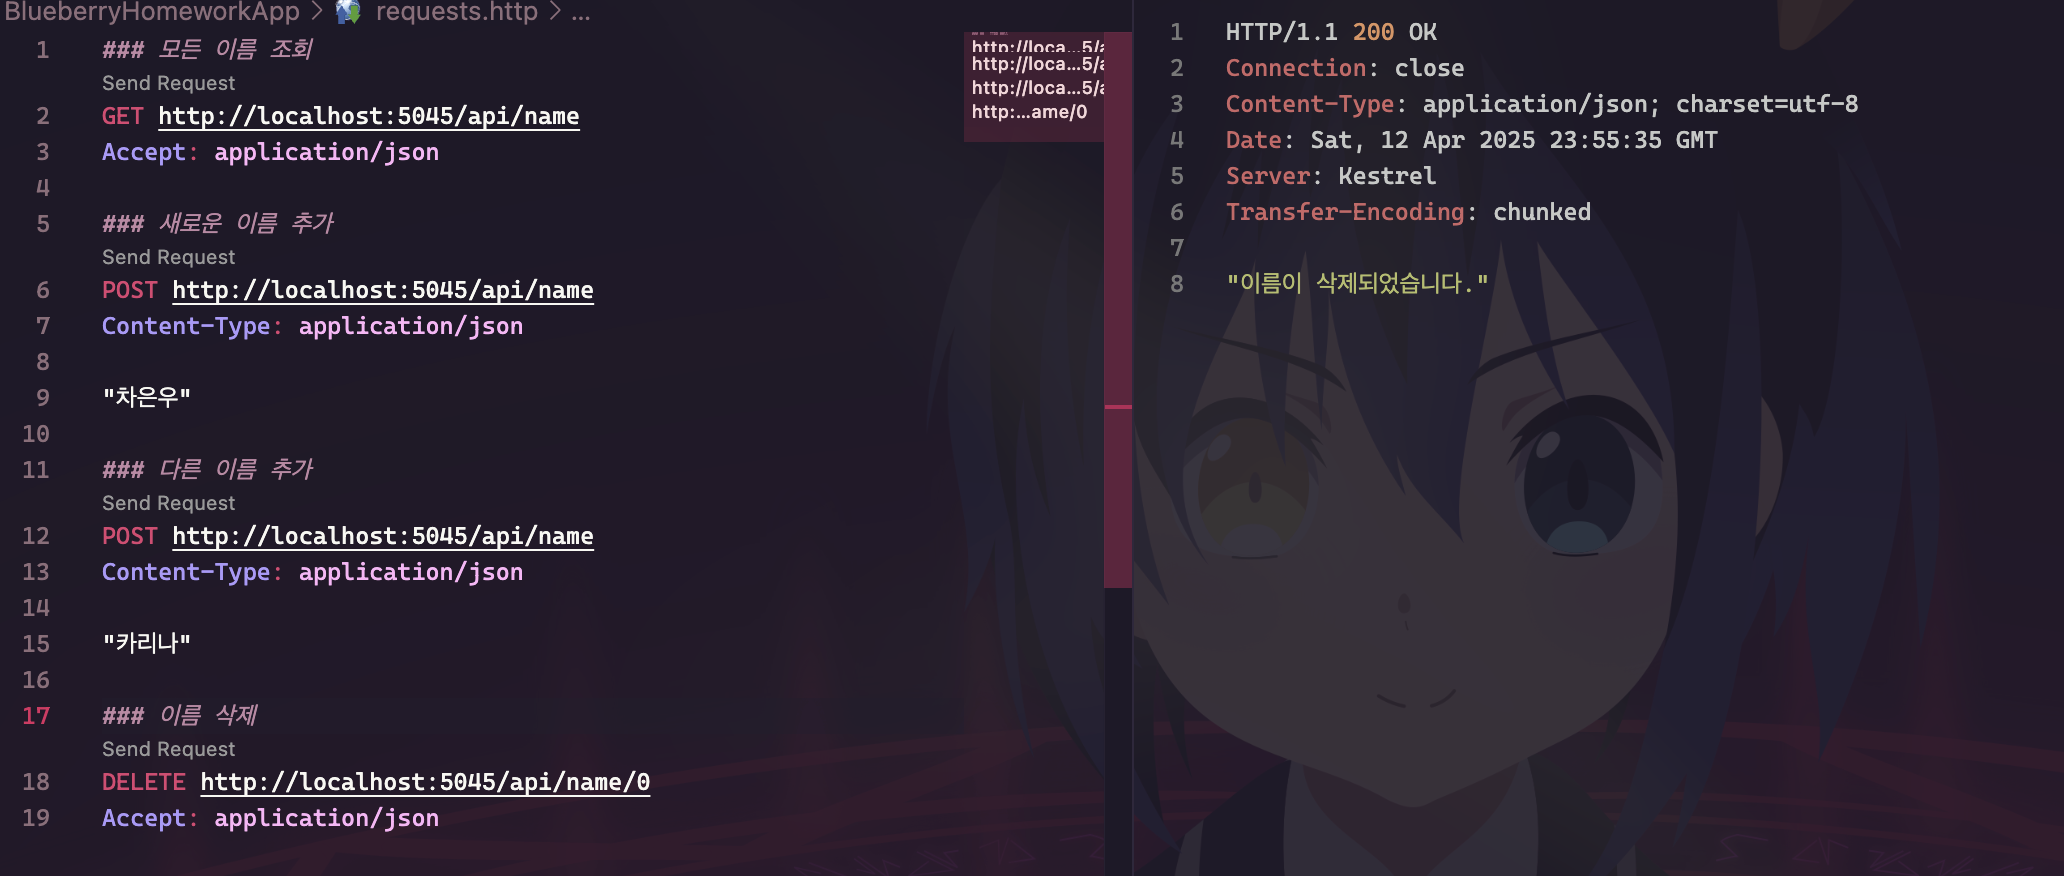 BlueberryHomeworkApp > requests.http > ...
1 ### 모든 이름 조회
Send Request
2 GET http://localhost:5045/api/name
3 Accept: application/json
4
5 ### 새로운 이름 추가
Send Request
6 POST http://localhost:5045/api/name
7 Content-Type: application/json
8
9 "차은우"
10
11 ### 다른 이름 추가
Send Request
12 POST http://localhost:5045/api/name
13 Content-Type: application/json
14
15 "카리나"
16
17 ### 이름 삭제
Send Request
18 DELETE http://localhost:5045/api/name/0
19 Accept: application/json
http://loca...5/a
http://loca...5/a
http://loca...5/a
http:...ame/0
1 HTTP/1.1 200 OK
2 Connection: close
3 Content-Type: application/json; charset=utf-8
4 Date: Sat, 12 Apr 2025 23:55:35 GMT
5 Server: Kestrel
6 Transfer-Encoding: chunked
7
8 "이름이 삭제되었습니다."